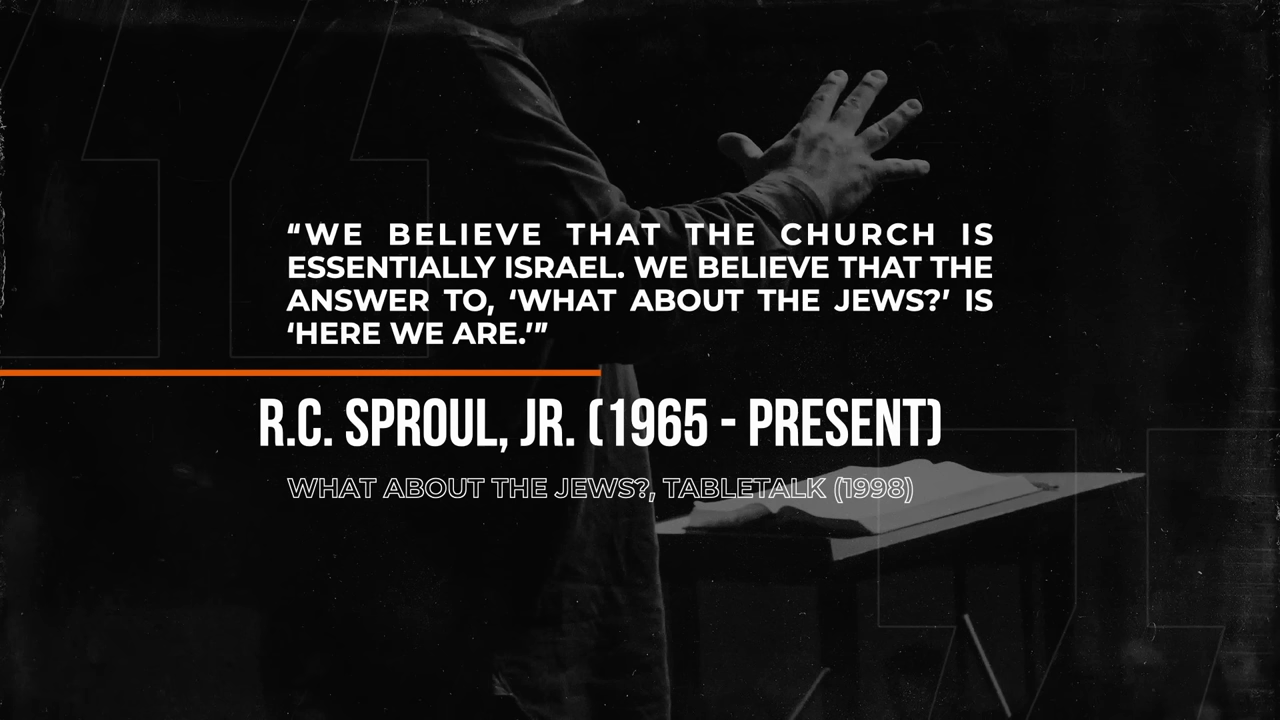 “WE BELIEVE THAT THE CHURCH IS
ESSENTIALLY ISRAEL. WE BELIEVE THAT THE
ANSWER TO, ‘WHAT ABOUT THE JEWS?’ IS
‘HERE WE ARE.’”
R.C. SPROUL, JR. (1965 - PRESENT)
WHAT ABOUT THE JEWS?, TABLETALK (1998)